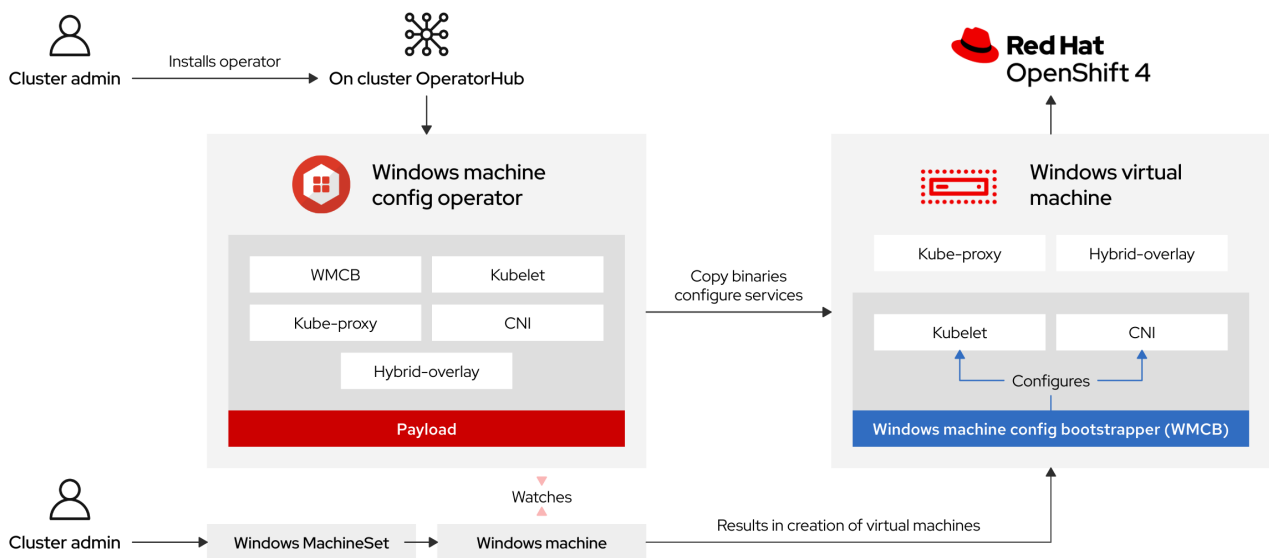 Cluster admin
Installs operator
On cluster OperatorHub
Red Hat
OpenShift 4
Windows machine
config operator
WMCB
Kubelet
Kube-proxy
CNI
Hybrid-overlay
Payload
Copy binaries
configure services
Windows virtual
machine
Kube-proxy
Hybrid-overlay
Kubelet
CNI
Configures
Windows machine config bootstrapper (WMCB)
Watches
Cluster admin
Windows MachineSet
Windows machine
Results in creation of virtual machines